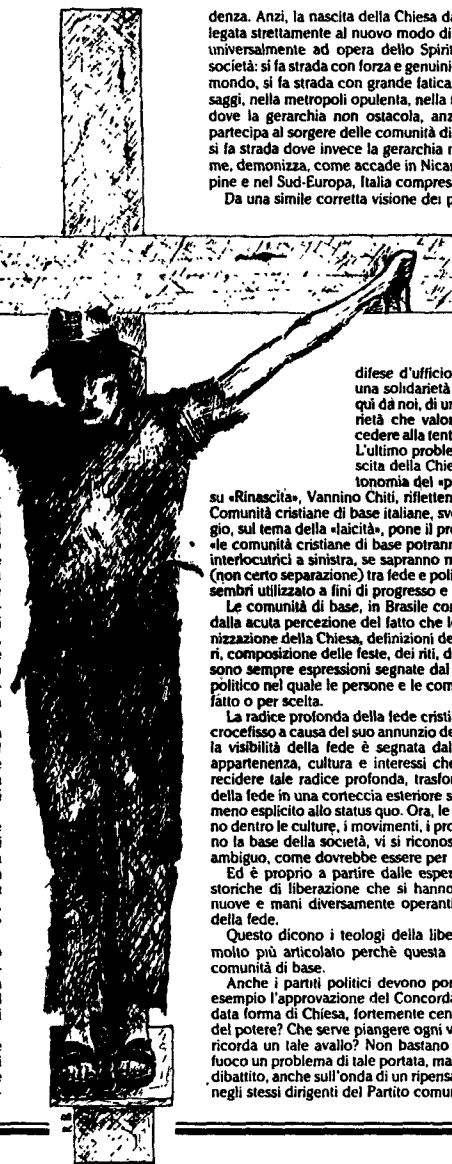 denza. Anzi, la nascita della Chiesa da
legata strettamente al nuovo modo di
universalmente ad opera dello Spirit
società: si fa strada con forza e genuini
mondo, si fa strada con grande fatica
saggi, nella metropoli opulenta, nella
dove la gerarchia non ostacola, anz
partecipa al sorgere delle comunità di
si fa strada dove invece la gerarchia
me, demonizza, come accade in Nicar
pine e nel Sud-Europa, Italia compres
Da una simile corretta visione dei p
difese d'ufficio
una solidarietà
qui da noi, di un
rietà che valor
cedere alla tent
L'ultimo proble
scita della Chie
tonomia del «p
su «Rinascita», Vannino Chiti, rifletten
Comunità cristiane di base italiane, sv
gio, sul tema della «laicità», pone il pro
«le comunità cristiane di base potrann
interlocutrici a sinistra, se sapranno m
(non certo separazione) tra fede e poli
sembri utilizzato a fini di progresso e
Le comunità di base, in Brasile com
dalla acuta percezione del fatto che le
nizzazione della Chiesa, definizioni de
ri, composizione delle feste, dei riti, d
sono sempre espressioni segnate dal
politico nel quale le persone e le com
fatto o per scelta.
La radice profonda della fede cristi
crocefisso a causa del suo annunzio de
la visibilità della fede è segnata dal
appartenenza, cultura e interessi che
recidere tale radice profonda, trasfor
della fede in una corteccia esteriore s
meno esplicito allo status quo. Ora, le
no dentro le culture, i movimenti, i pro
no la base della società, vi si riconos
ambiguo, come dovrebbe essere per
Ed è proprio a partire dalle esper
storiche di liberazione che si hanno
nuove e mani diversamente operanti
della fede.
Questo dicono i teologi della libe
molto più articolato perchè questa
comunità di base.
Anche i partiti politici devono por
esempio l'approvazione del Concorda
data forma di Chiesa, fortemente cen
del potere? Che serve piangere ogni v
ricorda un tale avallo? Non bastano
fuoco un problema di tale portata, ma
dibattito, anche sull'onda di un ripensa
negli stessi dirigenti del Partito comu